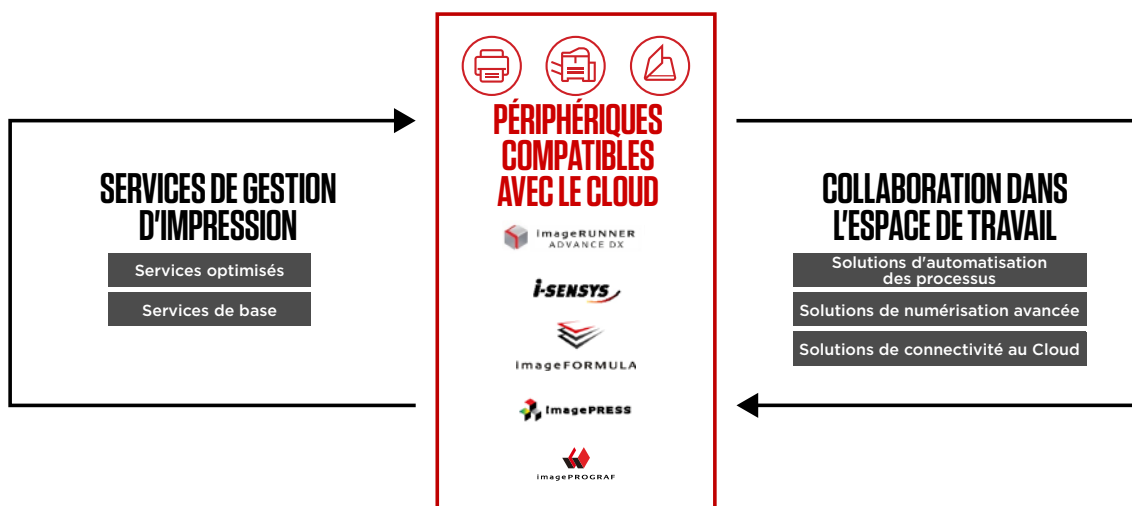 SERVICES DE GESTION
D'IMPRESSION
Services optimisés
Services de base
PÉRIPHÉRIQUES
COMPATIBLES
AVEC LE CLOUD
imageRUNNER
ADVANCE DX
i-SENSYS
imageFORMULA
imagePRESS
imagePROGRAF
COLLABORATION DANS
L'ESPACE DE TRAVAIL
Solutions d'automatisation
des processus
Solutions de numérisation avancée
Solutions de connectivité au Cloud